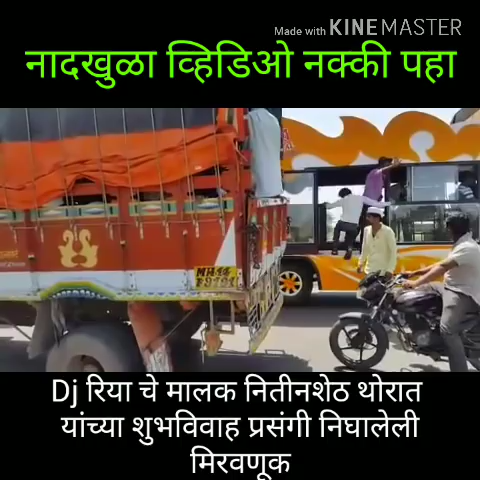 Made with KINEMASTER
नादखुळा व्हिडिओ नक्की पहा
Dj रिया चे मालक नितीनशेठ थोरात
यांच्या शुभविवाह प्रसंगी निघालेली
मिरवणूक